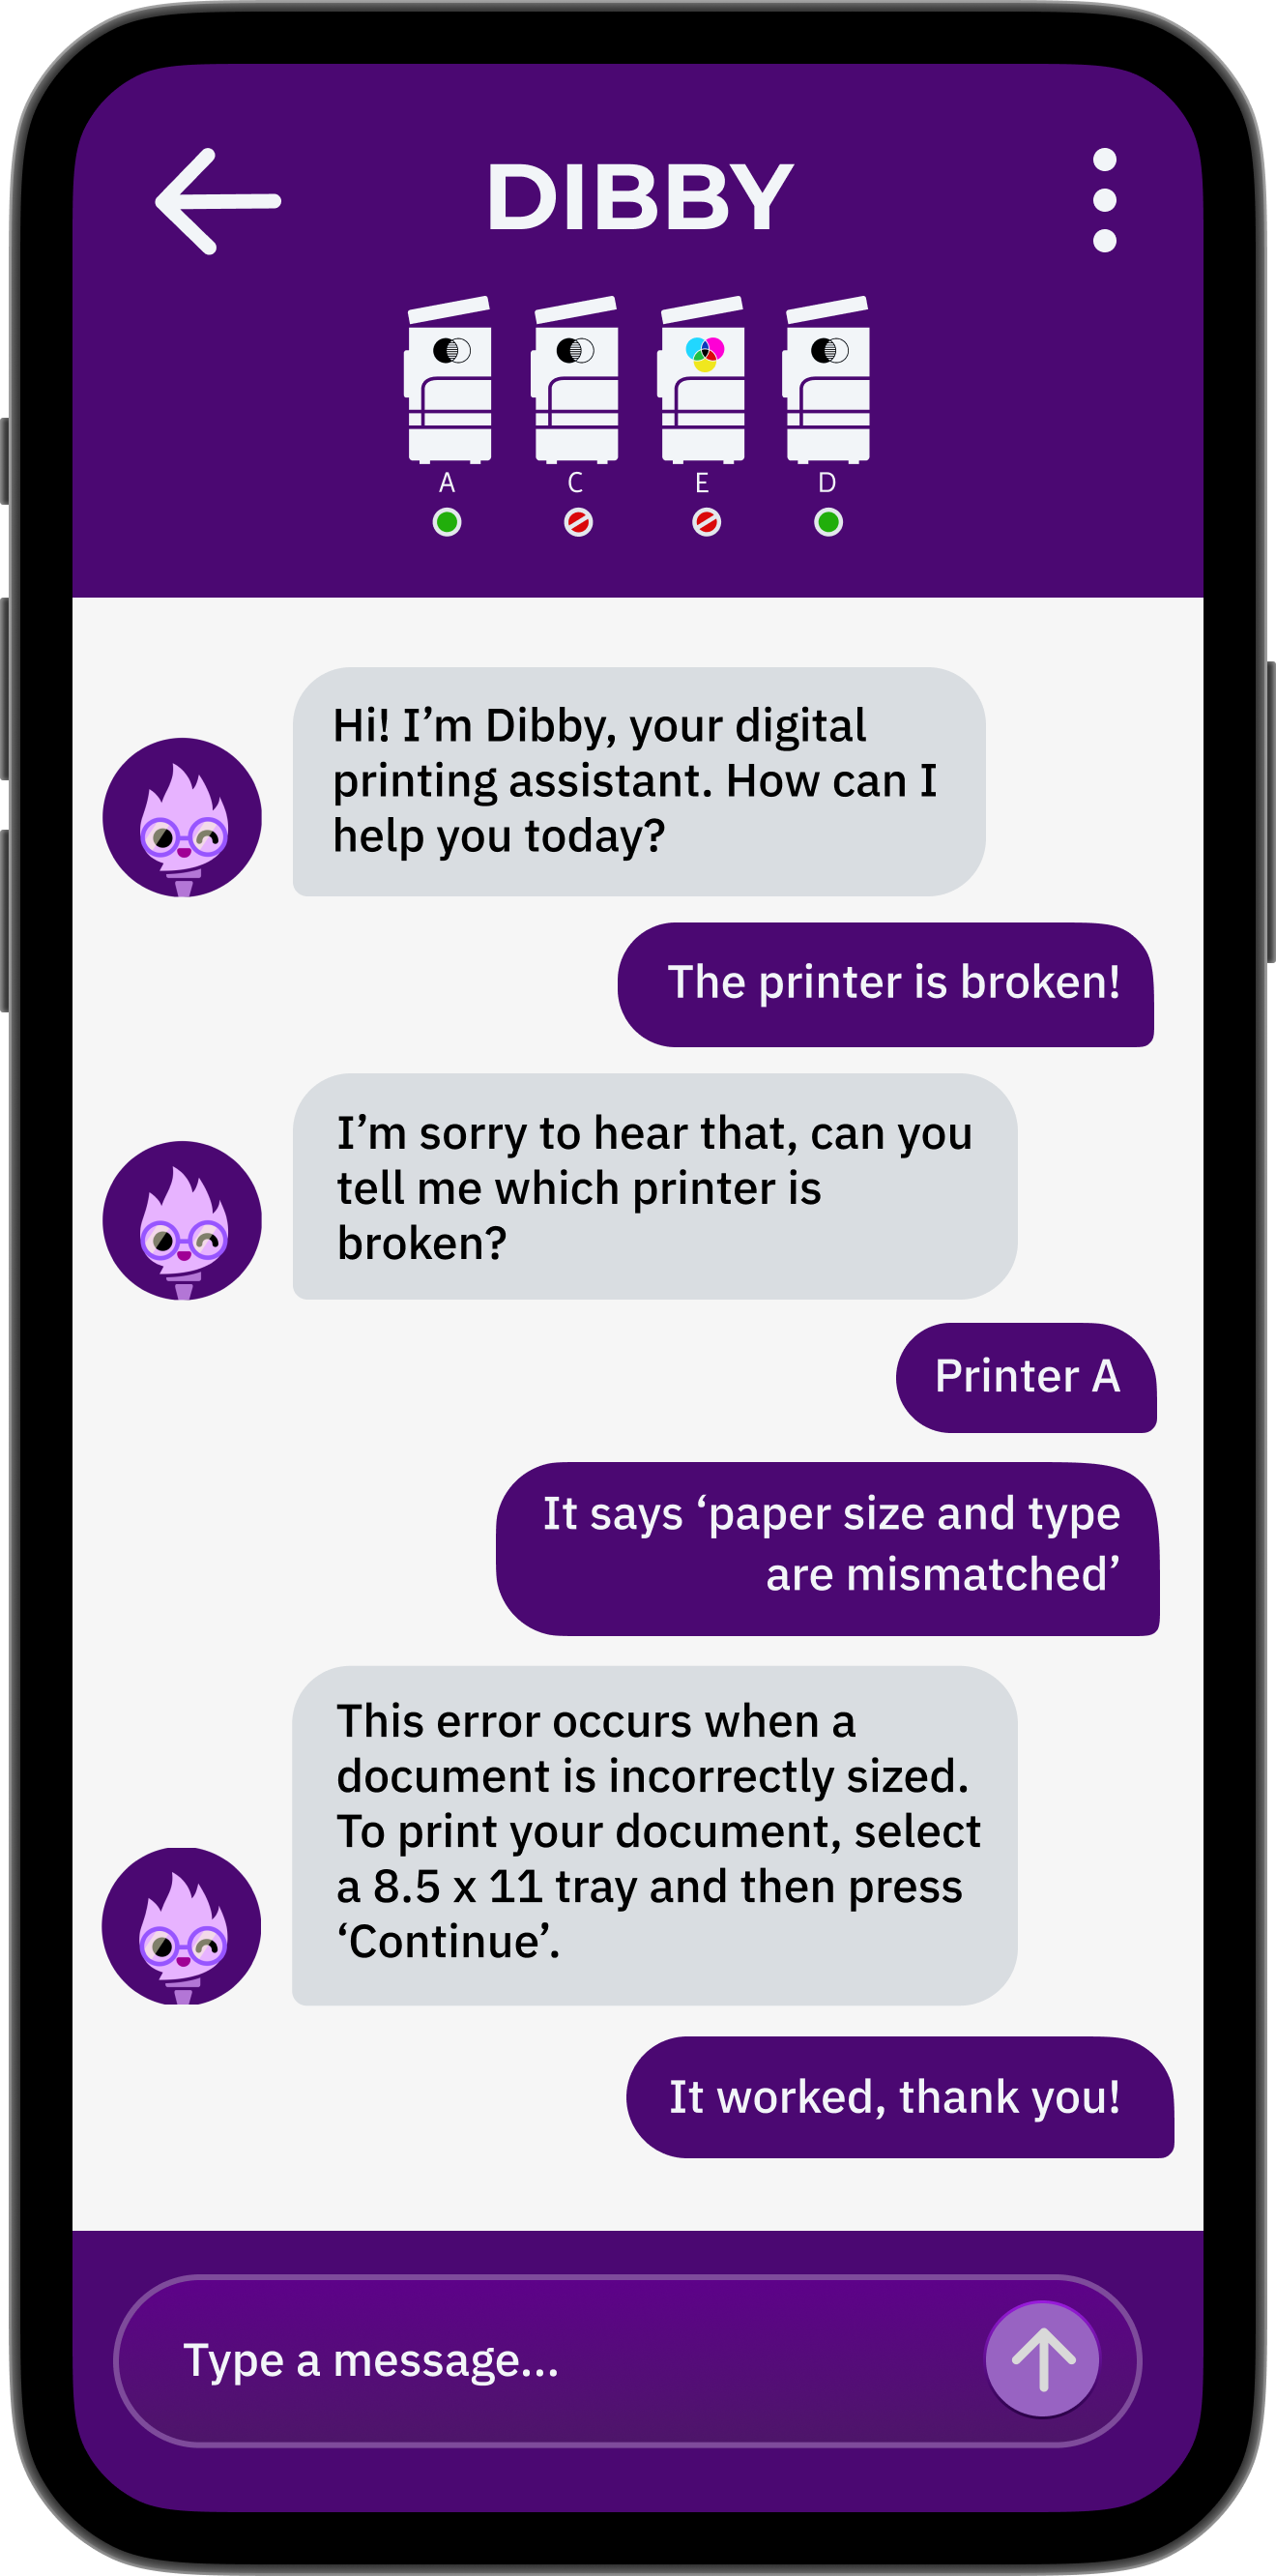 DIBBY
A C E D
Hi! I’m Dibby, your digital
printing assistant. How can I
help you today?
The printer is broken!
I’m sorry to hear that, can you
tell me which printer is
broken?
Printer A
It says ‘paper size and type
are mismatched’
This error occurs when a
document is incorrectly sized.
To print your document, select
a 8.5 x 11 tray and then press
‘Continue’.
It worked, thank you!
Type a message...